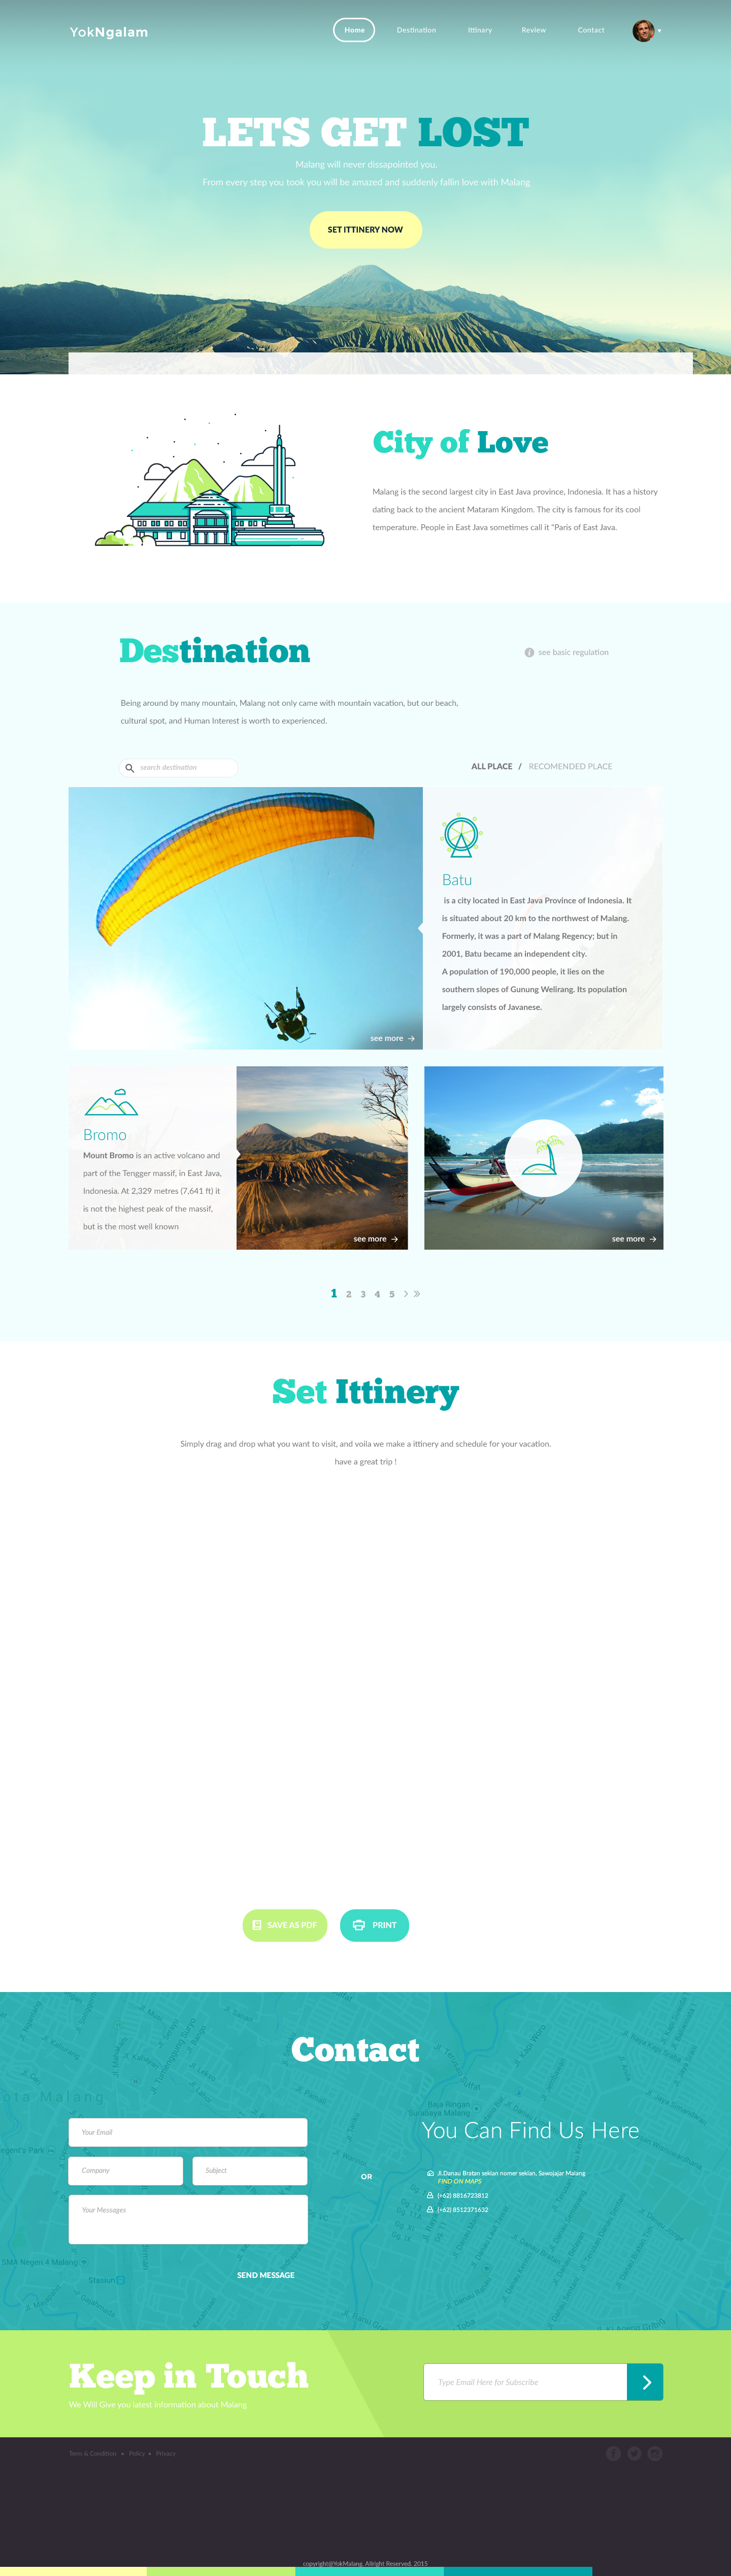 YokNgalam
Home
Destination
Ittinary
Review
Contact
LETS GET LOST
Malang will never dissapointed you.
From every step you took you will be amazed and suddenly fallin love with Malang
SET ITTINERY NOW
City of Love
Malang is the second largest city in East Java province, Indonesia. It has a history
dating back to the ancient Mataram Kingdom. The city is famous for its cool
temperature. People in East Java sometimes call it "Paris of East Java.
Destination
see basic regulation
Being around by many mountain, Malang not only came with mountain vacation, but our beach,
cultural spot, and Human Interest is worth to experienced.
search destination
ALL PLACE / RECOMENDED PLACE
Batu
is a city located in East Java Province of Indonesia. It
is situated about 20 km to the northwest of Malang.
Formerly, it was a part of Malang Regency; but in
2001, Batu became an independent city.
A population of 190,000 people, it lies on the
southern slopes of Gunung Welirang. Its population
largely consists of Javanese.
see more
Bromo
Mount Bromo is an active volcano and
part of the Tengger massif, in East Java,
Indonesia. At 2,329 metres (7,641 ft) it
is not the highest peak of the massif,
but is the most well known
see more
see more
1 2 3 4 5
Set Ittinery
Simply drag and drop what you want to visit, and voila we make a ittinery and schedule for your vacation.
have a great trip !
SAVE AS PDF
PRINT
Contact
Your Email
Company
Subject
Your Messages
SEND MESSAGE
OR
You Can Find Us Here
Jl.Danau Bratan sekian nomer sekian, Sawojajar Malang
FIND ON MAPS
(+62) 8816723812
(+62) 8512371632
ota Malang
SMA Negeri 4 Malang
Stasiun
Keep in Touch
We Will Give you latest information about Malang
Type Email Here for Subscribe
Term & Condition • Policy • Privacy
copyright@YokMalang. Allright Reserved. 2015